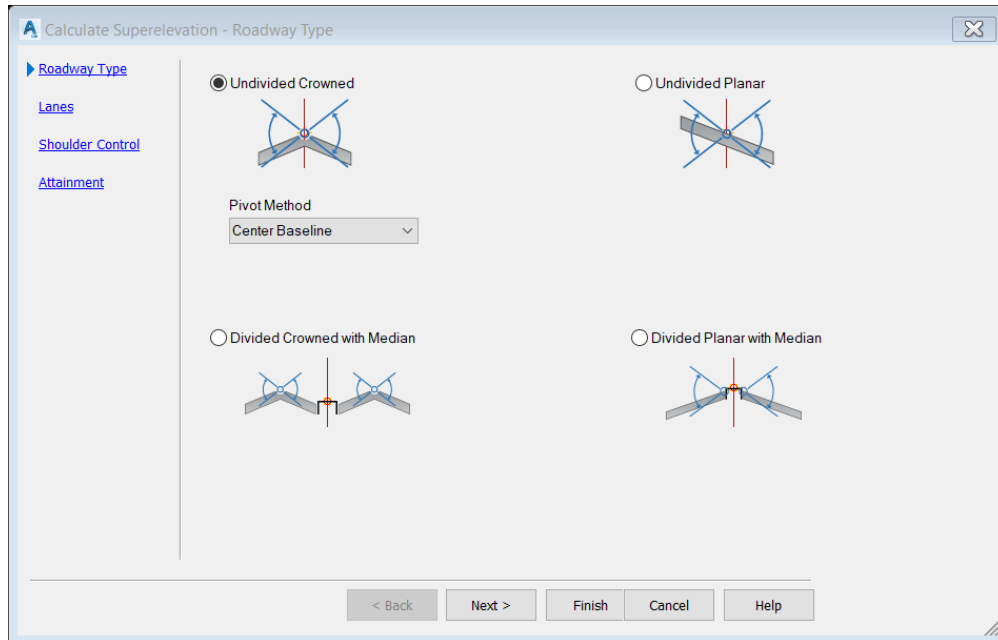 Calculate Superelevation - Roadway Type
Roadway Type
Lanes
Shoulder Control
Attainment
Undivided Crowned
Undivided Planar
Pivot Method
Center Baseline
Divided Crowned with Median
Divided Planar with Median
< Back
Next >
Finish
Cancel
Help